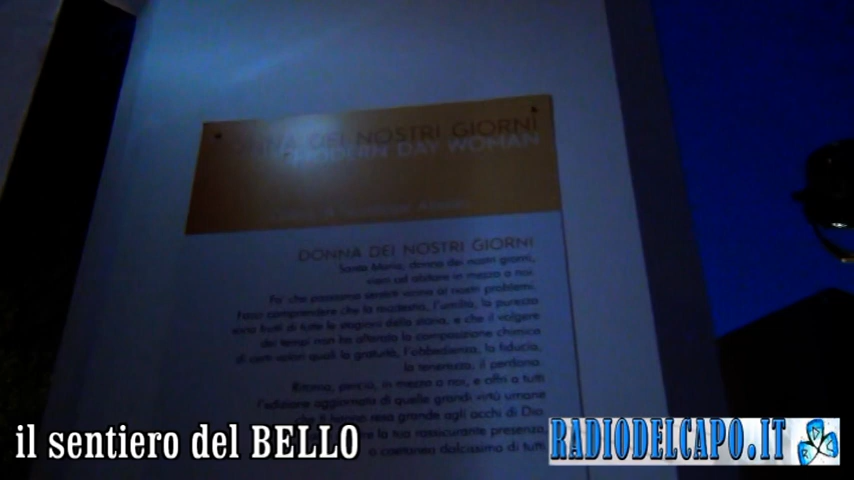 DONNA DEI NOSTRI GIORNI
MODERN DAY WOMAN
DONNA DEI NOSTRI GIORNI
Santa Maria, donna dei nostri giorni,
vieni ad abitare in mezzo a noi.
Fa' che possiamo sentirti vicina ai nostri problemi.
Facci comprendere che la modestia, l'umiltà, la purezza
sono frutti di tutte le stagioni della storia, e che il volgere
dei tempi non ha alterato la composizione chimica
di certi valori quali la gratuità, l'obbedienza, la fiducia,
la tenerezza, il perdono.
Ritorna, perciò, in mezzo a noi, e offri a tutti
l'edizione aggiornata di quelle grandi virtù umane
che ti hanno resa grande agli occhi di Dio
la tua rassicurante presenza,
o coetanea dolcissima di tutti
il sentiero del BELLO
RADIODELCAPO.IT